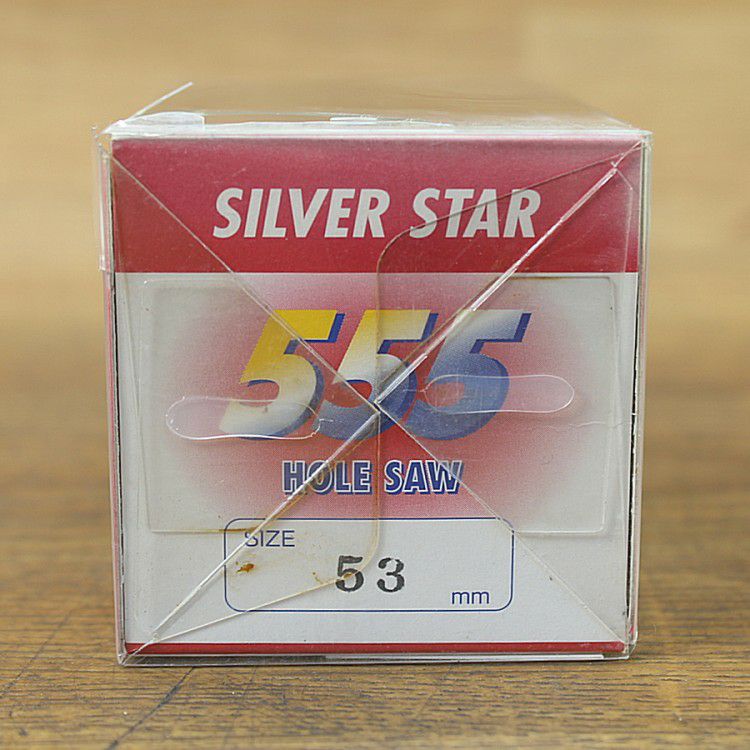 SILVER STAR
555
HOLE SAW
SIZE
53
mm